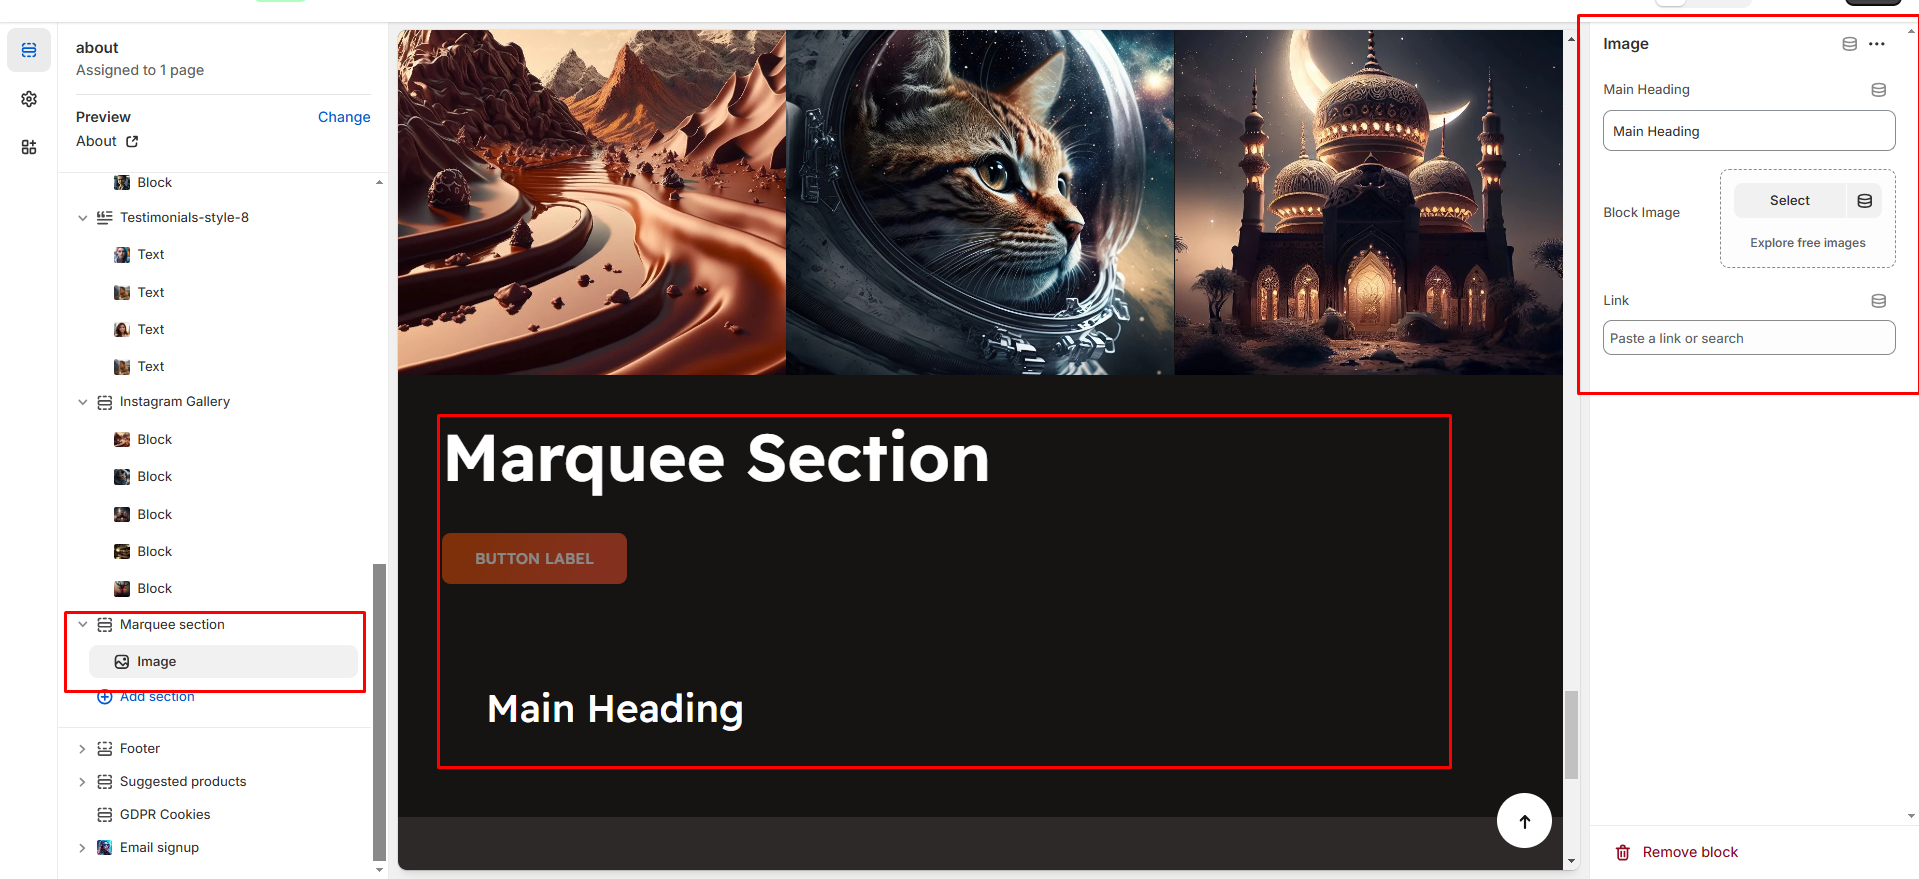 about
Assigned to 1 page
Preview
Change
About
Block
Testimonials-style-8
Text
Text
Text
Text
Instagram Gallery
Block
Block
Block
Block
Block
Marquee section
Image
Add section
Footer
Suggested products
GDPR Cookies
Email signup
Marquee Section
BUTTON LABEL
Main Heading
Image
Main Heading
Main Heading
Block Image
Select
Explore free images
Link
Paste a link or search
Remove block